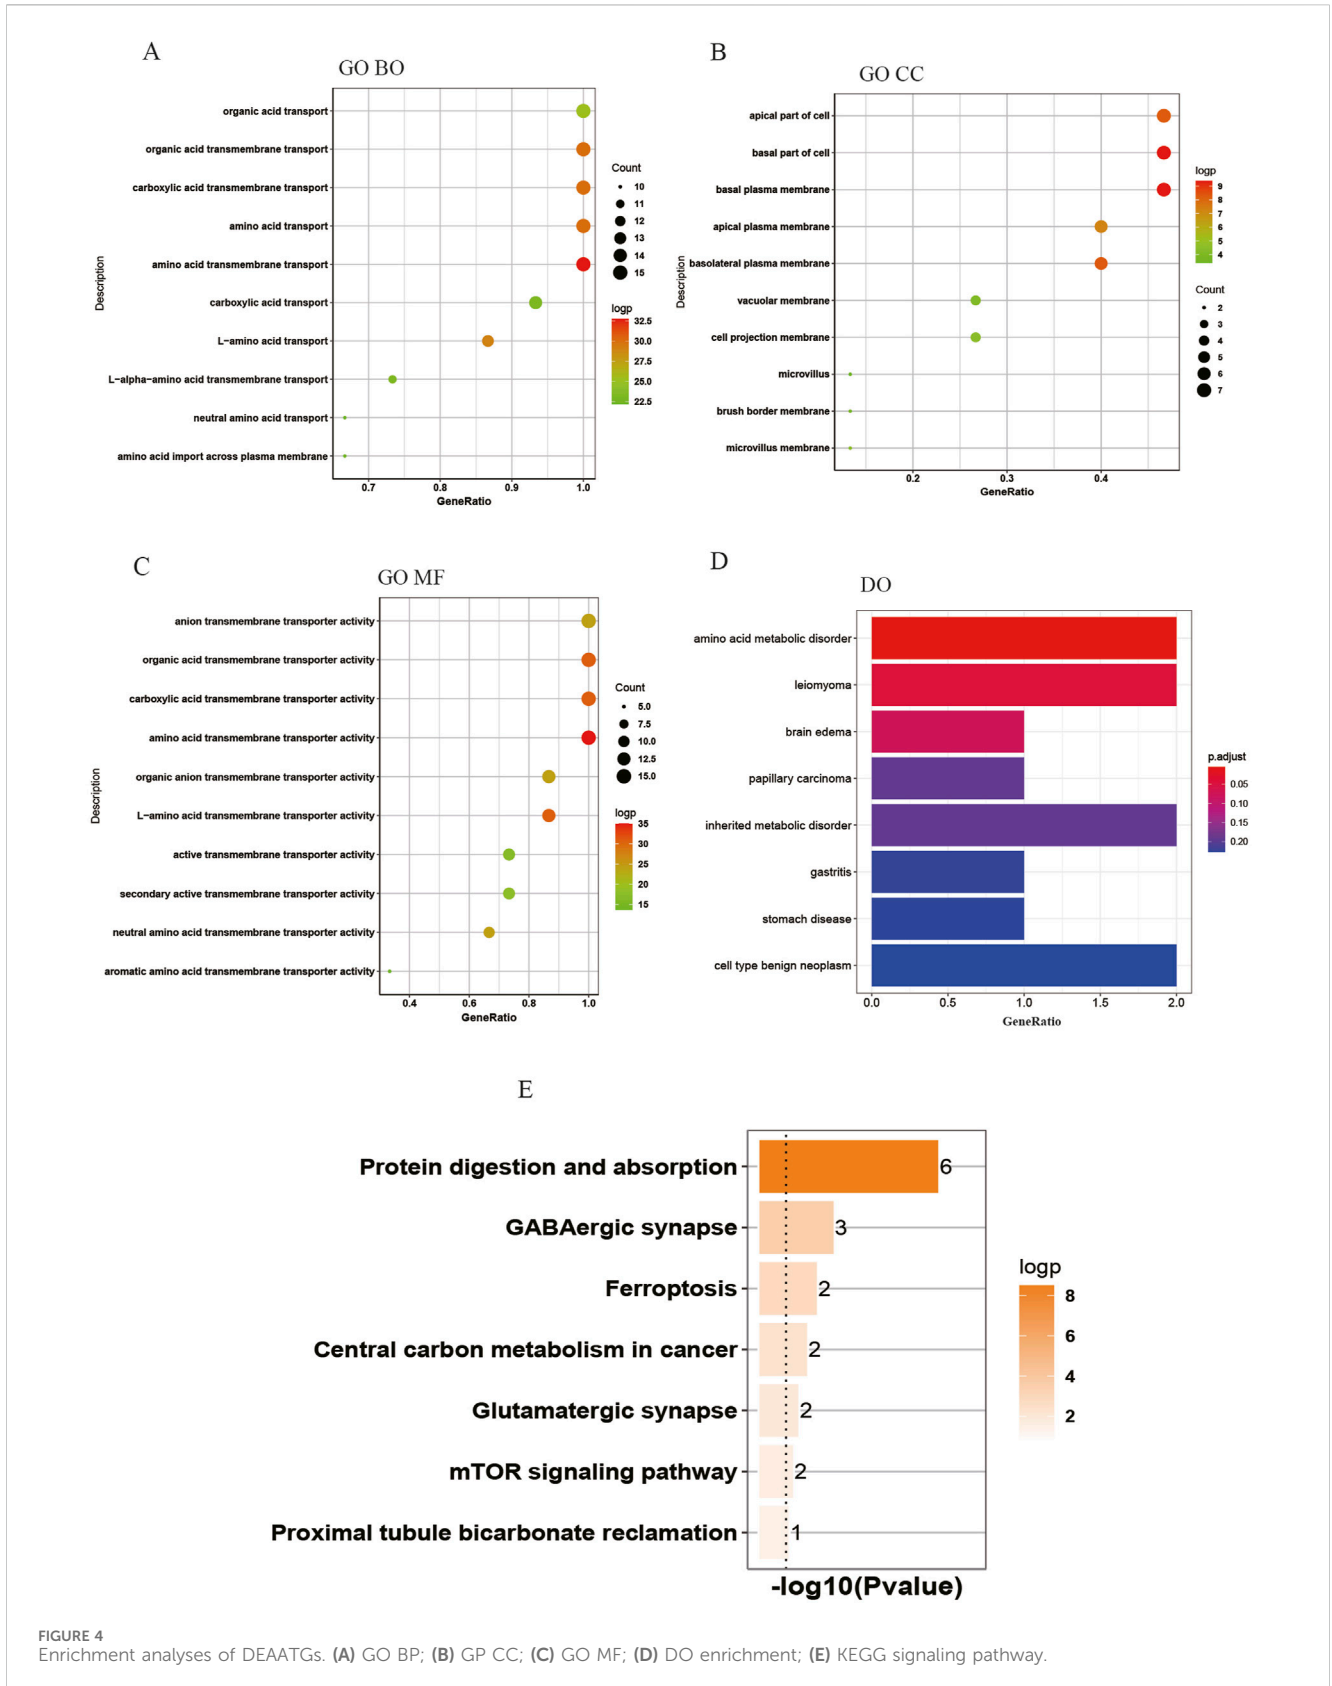 A
GO BO
organic acid transport
organic acid transmembrane transport
carboxylic acid transmembrane transport
amino acid transport
amino acid transmembrane transport
carboxylic acid transport
L-amino acid transport
L-alpha-amino acid transmembrane transport
neutral amino acid transport
amino acid import across plasma membrane
Description
0.7 0.8 0.9 1.0
GeneRatio
Count
10
11
12
13
14
15
logp
32.5
30.0
27.5
25.0
22.5
B
GO CC
apical part of cell
basal part of cell
basal plasma membrane
apical plasma membrane
basolateral plasma membrane
vacuolar membrane
cell projection membrane
microvillus
brush border membrane
microvillus membrane
Description
0.2 0.3 0.4
GeneRatio
logp
9
8
7
6
5
4
Count
2
3
4
5
6
7
C
GO MF
anion transmembrane transporter activity
organic acid transmembrane transporter activity
carboxylic acid transmembrane transporter activity
amino acid transmembrane transporter activity
organic anion transmembrane transporter activity
L-amino acid transmembrane transporter activity
active transmembrane transporter activity
secondary active transmembrane transporter activity
neutral amino acid transmembrane transporter activity
aromatic amino acid transmembrane transporter activity
Description
0.4 0.6 0.8 1.0
GeneRatio
Count
5.0
7.5
10.0
12.5
15.0
logp
35
30
25
20
15
D
DO
amino acid metabolic disorder
leiomyoma
brain edema
papillary carcinoma
inherited metabolic disorder
gastritis
stomach disease
cell type benign neoplasm
0.0 0.5 1.0 1.5 2.0
GeneRatio
p.adjust
0.05
0.10
0.15
0.20
E
Protein digestion and absorption 6
GABAergic synapse 3
Ferroptosis 2
Central carbon metabolism in cancer 2
Glutamatergic synapse 2
mTOR signaling pathway 2
Proximal tubule bicarbonate reclamation 1
-log10(Pvalue)
logp
8
6
4
2
FIGURE 4
Enrichment analyses of DEAATGs. (A) GO BP; (B) GP CC; (C) GO MF; (D) DO enrichment; (E) KEGG signaling pathway.